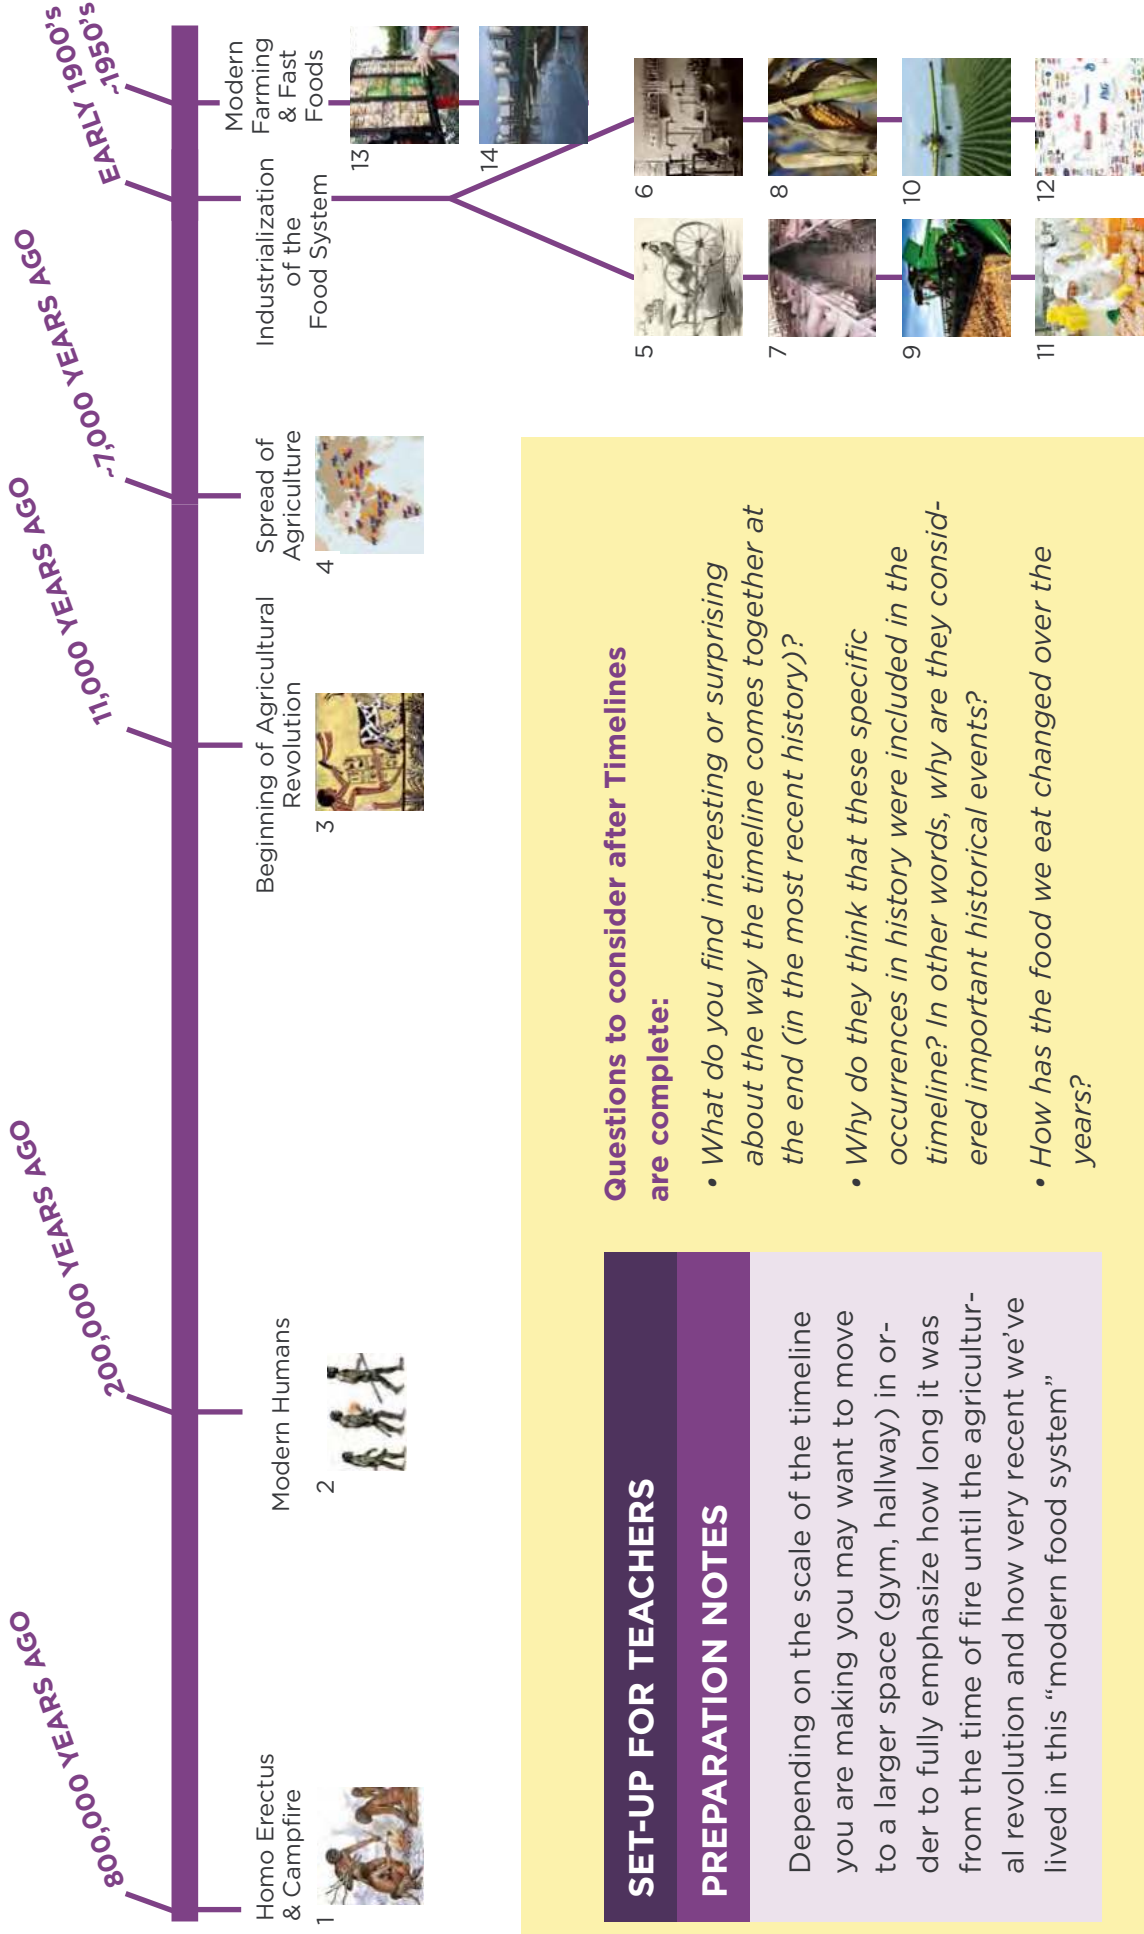 800,000 YEARS AGO
200,000 YEARS AGO
11,000 YEARS AGO
~7,000 YEARS AGO
EARLY 1900's
~1950's
Homo Erectus
& Campfire
1
Modern Humans
2
Beginning of Agricultural
Revolution
3
Spread of
Agriculture
4
Industrialization
of the
Food System
Modern
Farming
& Fast
Foods
13
14
5
6
7
8
9
10
11
12
SET-UP FOR TEACHERS
PREPARATION NOTES
Depending on the scale of the timeline
you are making you may want to move
to a larger space (gym, hallway) in or-
der to fully emphasize how long it was
from the time of fire until the agricultur-
al revolution and how very recent we've
lived in this “modern food system”
Questions to consider after Timelines
are complete:
• What do you find interesting or surprising
about the way the timeline comes together at
the end (in the most recent history)?
• Why do they think that these specific
occurrences in history were included in the
timeline? In other words, why are they consid-
ered important historical events?
• How has the food we eat changed over the
years?